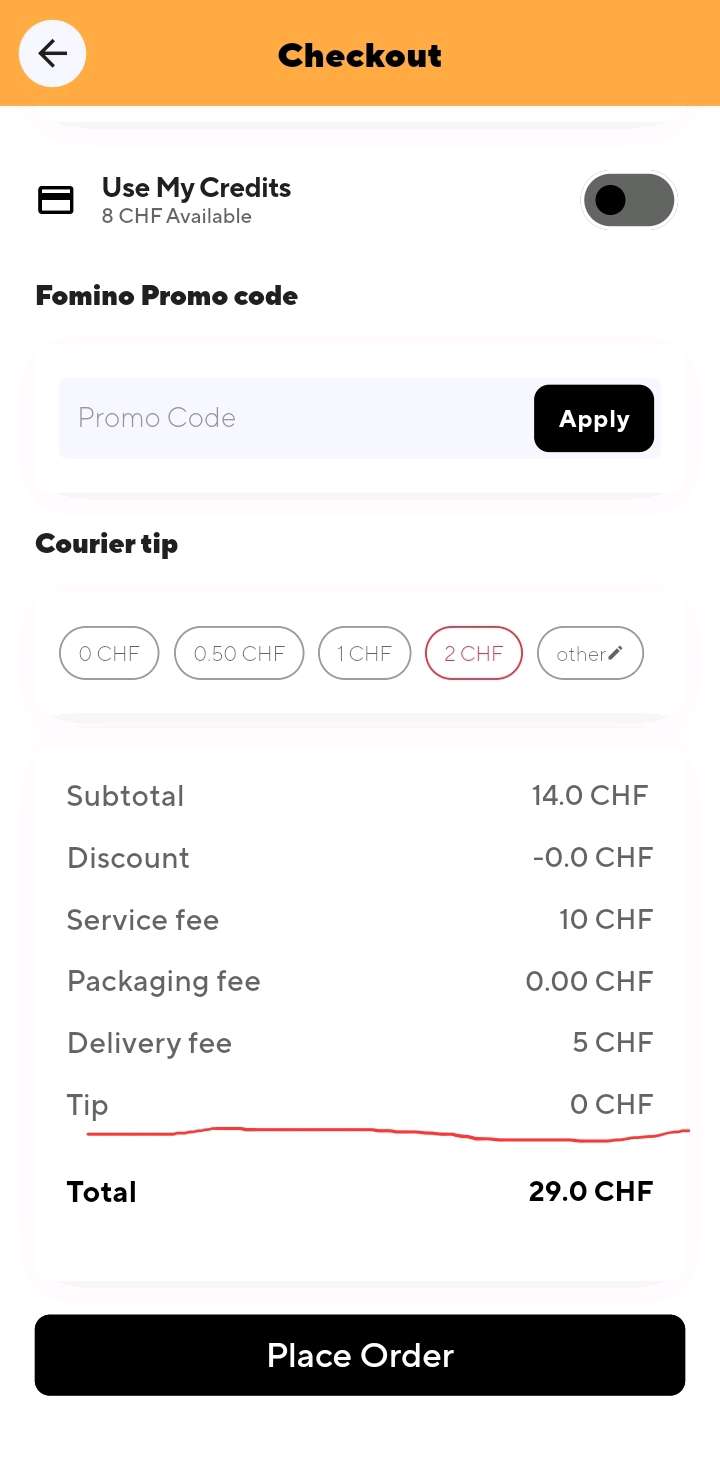 Checkout
Use My Credits
8 CHF Available
Fomino Promo code
Promo Code
Apply
Courier tip
0 CHF 0.50 CHF 1 CHF 2 CHF other
Subtotal 14.0 CHF
Discount -0.0 CHF
Service fee 10 CHF
Packaging fee 0.00 CHF
Delivery fee 5 CHF
Tip 0 CHF
Total 29.0 CHF
Place Order